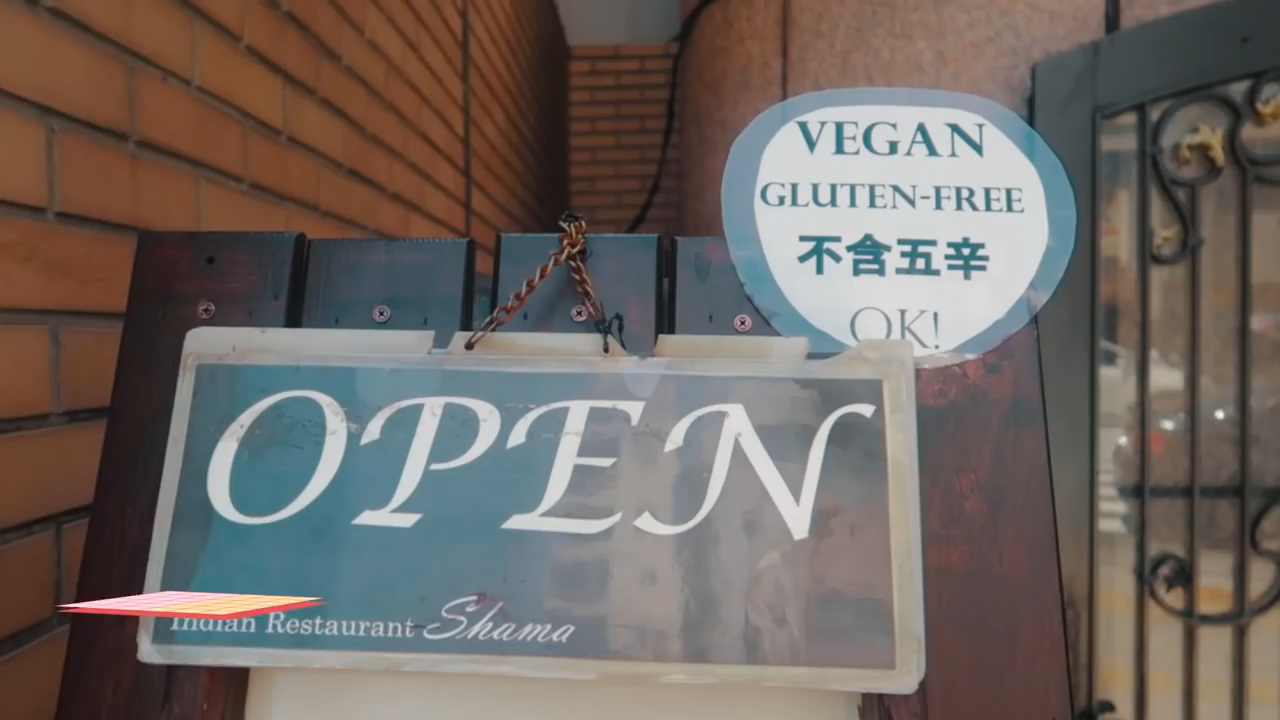 VEGAN
GLUTEN-FREE
不含五辛
OK!
OPEN
Indian Restaurant Shama